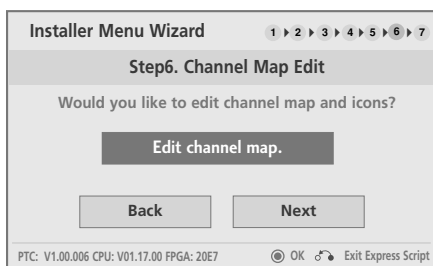 Installer Menu Wizard 1 2 3 4 5 6 7
Step6. Channel Map Edit
Would you like to edit channel map and icons?
Edit channel map.
Back Next
PTC: V1.00.006 CPU: V01.17.00 FPGA: 20E7 OK Exit Express Script